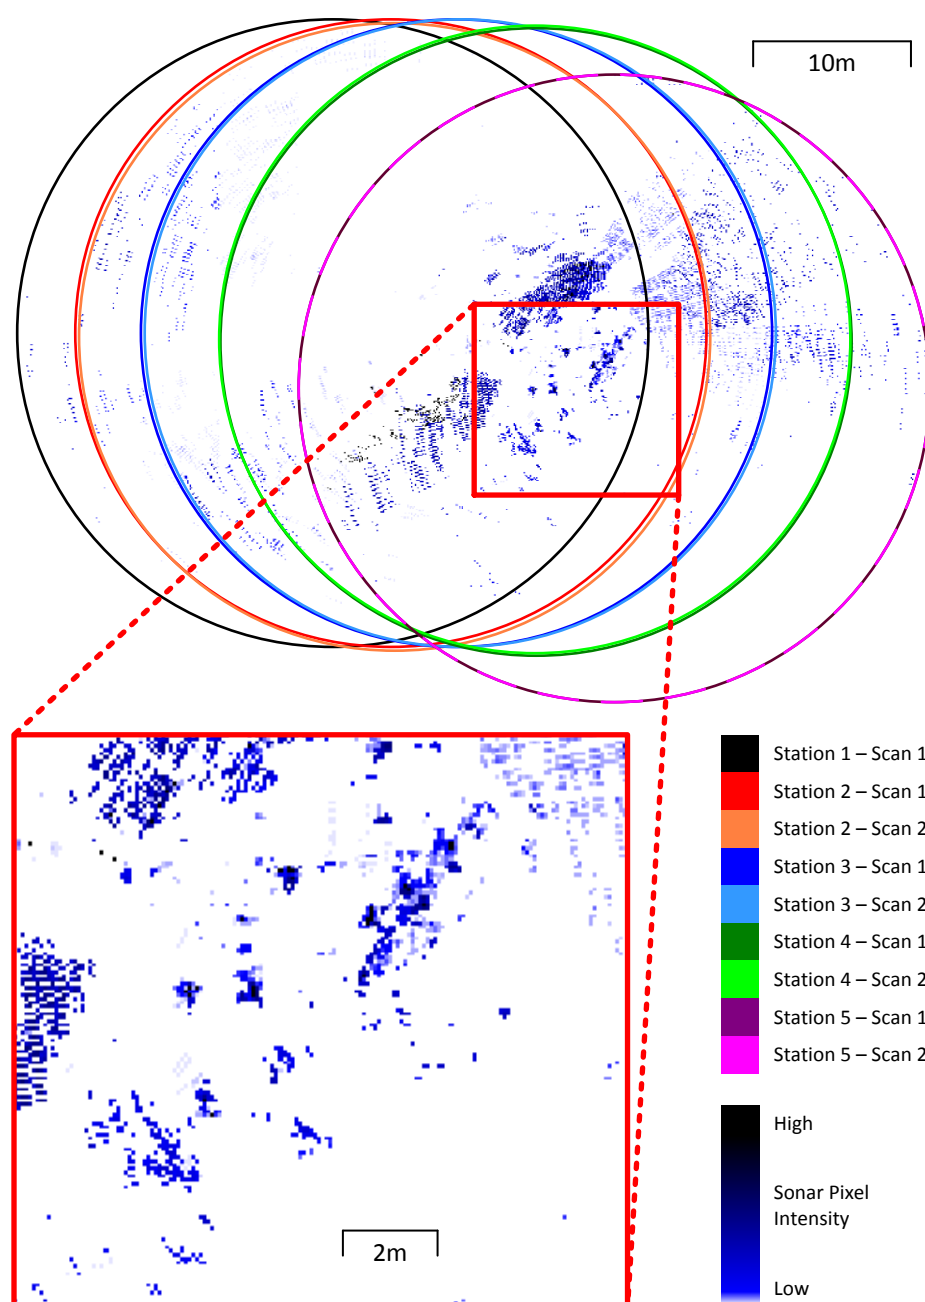 10m
Station 1 – Scan 1
Station 2 – Scan 1
Station 2 – Scan 2
Station 3 – Scan 1
Station 3 – Scan 2
Station 4 – Scan 1
Station 4 – Scan 2
Station 5 – Scan 1
Station 5 – Scan 2
High
Sonar Pixel
Intensity
Low
2m